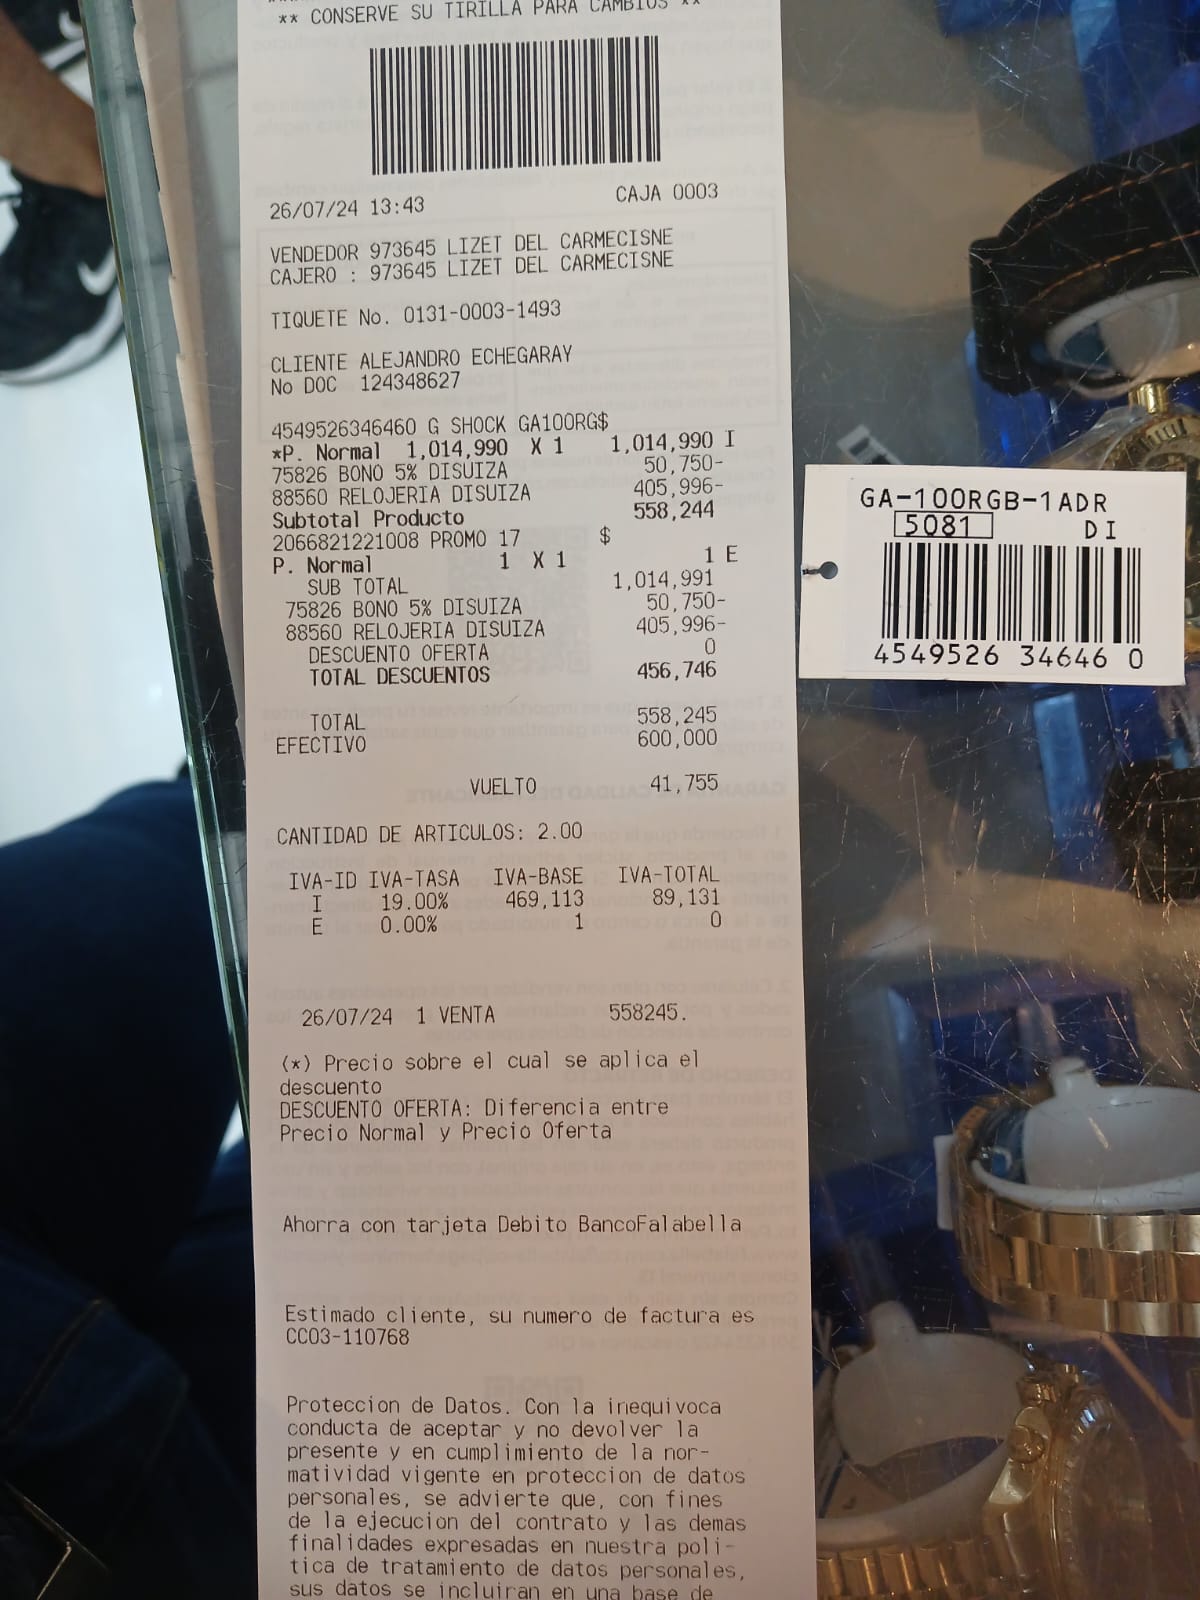 ** CONSERVE SU TIRILLA PARA CAMBIOS **
26/07/24 13:43 CAJA 0003
VENDEDOR 973645 LIZET DEL CARMECISNE
CAJERO : 973645 LIZET DEL CARMECISNE
TIQUETE No. 0131-0003-1493
CLIENTE ALEJANDRO ECHEGARAY
No DOC 124348627
4549526346460 G SHOCK GA100RG$
*P. Normal 1,014,990 X 1 1,014,990 I
75826 BONO 5% DISUIZA 50,750-
88560 RELOJERIA DISUIZA 405,996-
Subtotal Producto 558,244
2066821221008 PROMO 17 $
P. Normal 1 X 1 1 E
SUB TOTAL 1,014,991
75826 BONO 5% DISUIZA 50,750-
88560 RELOJERIA DISUIZA 405,996-
DESCUENTO OFERTA 0
TOTAL DESCUENTOS 456,746
TOTAL 558,245
EFECTIVO 600,000
VUELTO 41,755
CANTIDAD DE ARTICULOS: 2.00
IVA-ID IVA-TASA IVA-BASE IVA-TOTAL
I 19.00% 469,113 89,131
E 0.00% 1 0
26/07/24 1 VENTA 558245.
(*) Precio sobre el cual se aplica el
descuento
DESCUENTO OFERTA: Diferencia entre
Precio Normal y Precio Oferta
Ahorra con tarjeta Debito BancoFalabella
Estimado cliente, su numero de factura es
CC03-110768
Proteccion de Datos. Con la inequivoca
conducta de aceptar y no devolver la
presente y en cumplimiento de la nor-
matividad vigente en proteccion de datos
personales, se advierte que, con fines
de la ejecucion del contrato y las demas
finalidades expresadas en nuestra poli-
tica de tratamiento de datos personales,
sus datos se incluiran en una base de
GA-100RGB-1ADR
5081 DI
4549526 34646 0